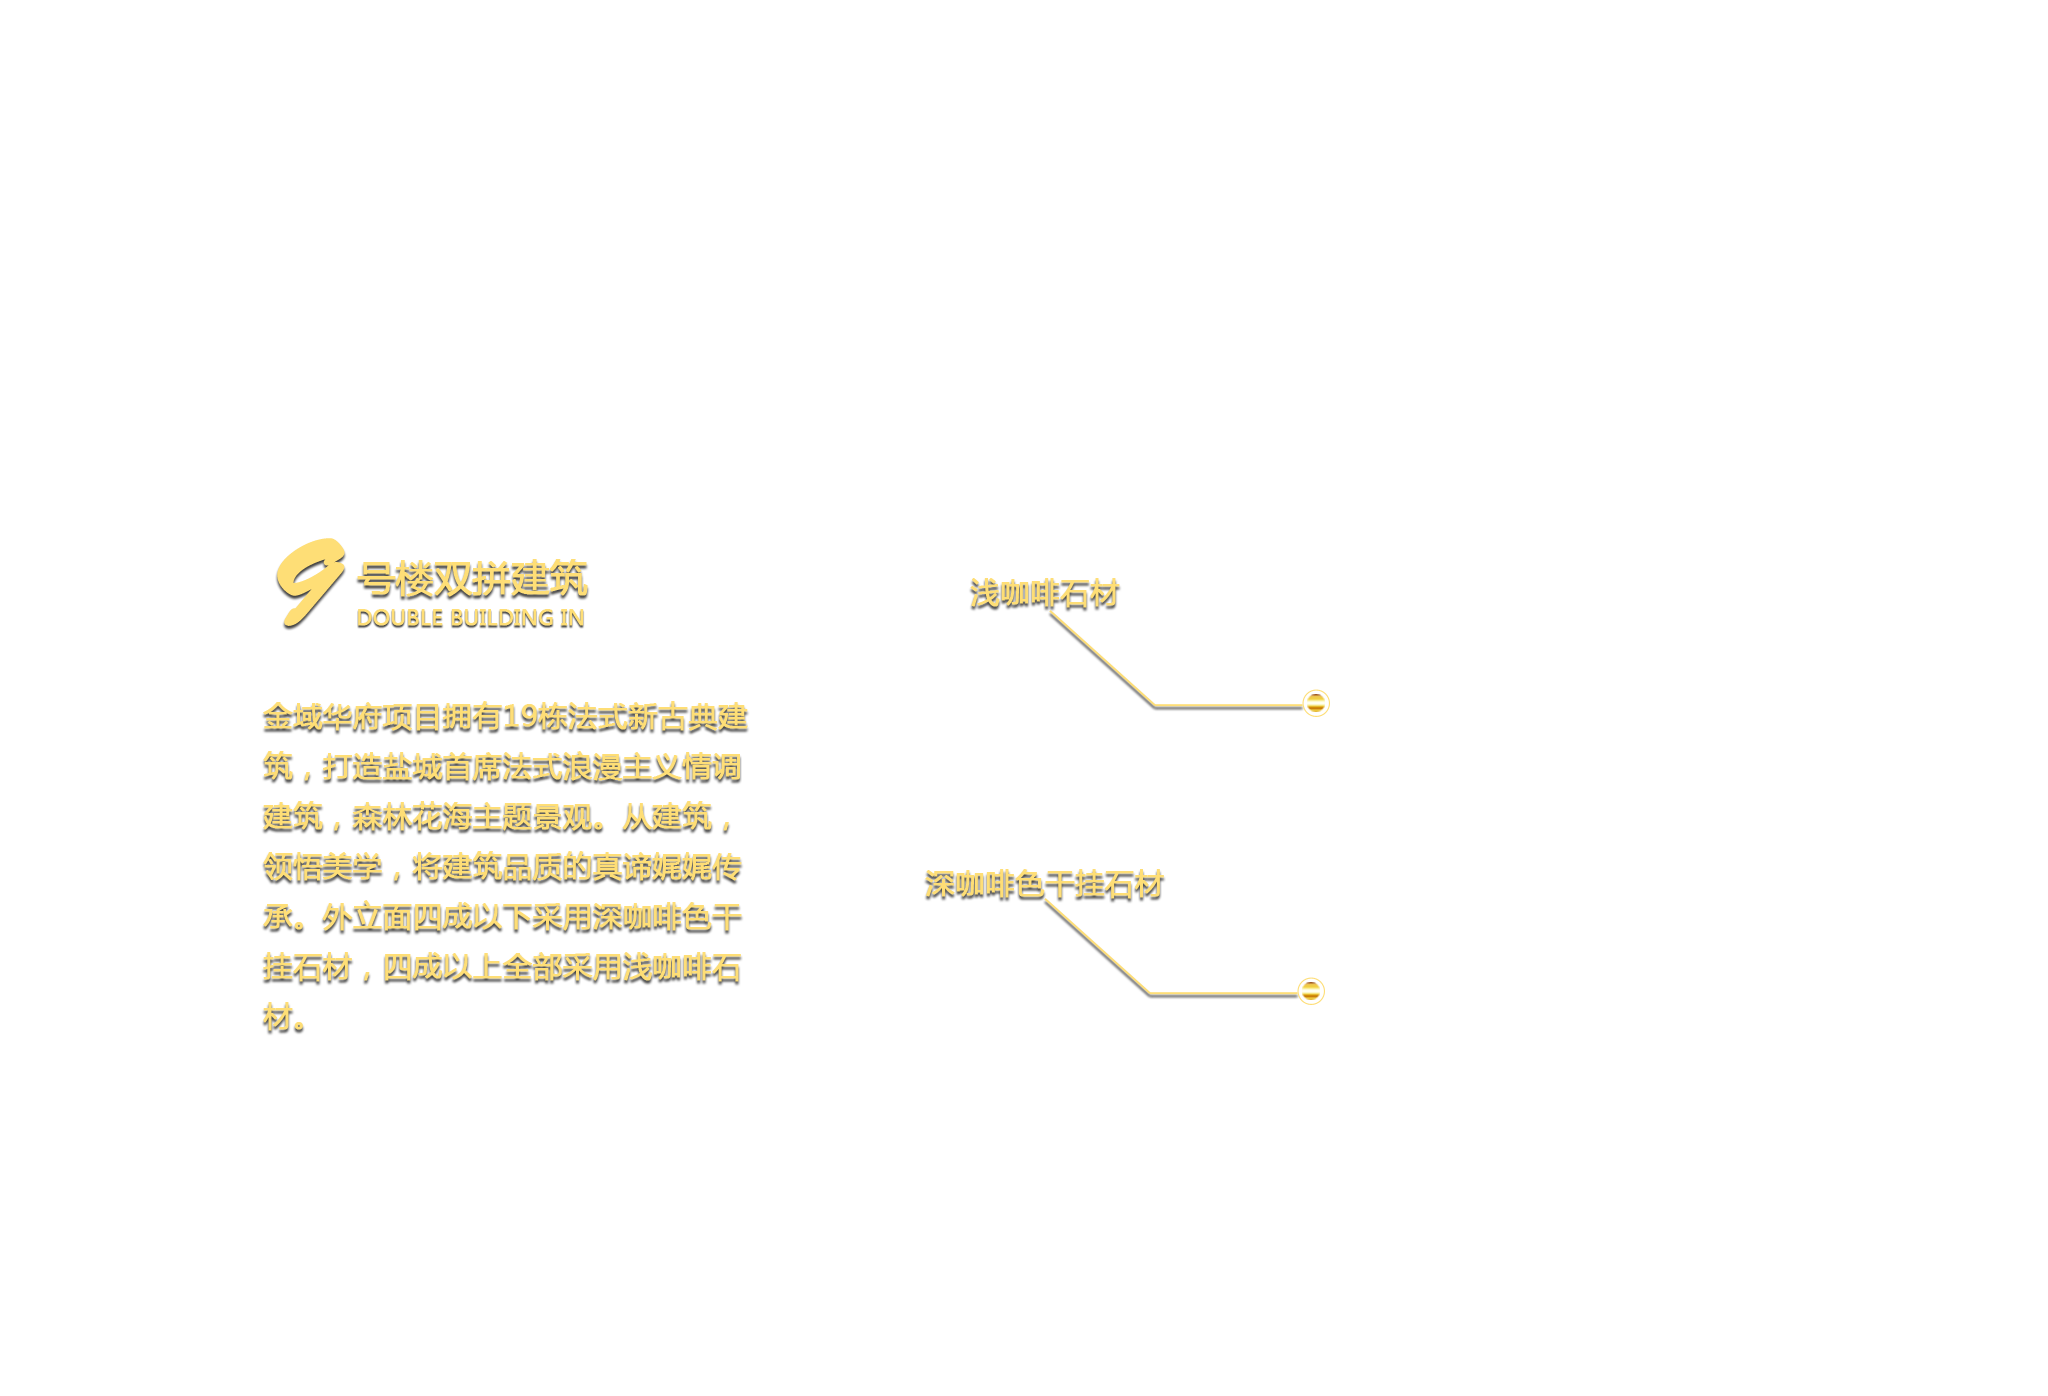 9号楼双拼建筑
DOUBLE BUILDING IN
金域华府项目拥有19栋法式新古典建
筑，打造盐城首席法式浪漫主义情调
建筑，森林花海主题景观。从建筑，
领悟美学，将建筑品质的真谛娓娓传
承。外立面四成以下采用深咖啡色干
挂石材，四成以上全部采用浅咖啡石
材。
浅咖啡石材
深咖啡色干挂石材